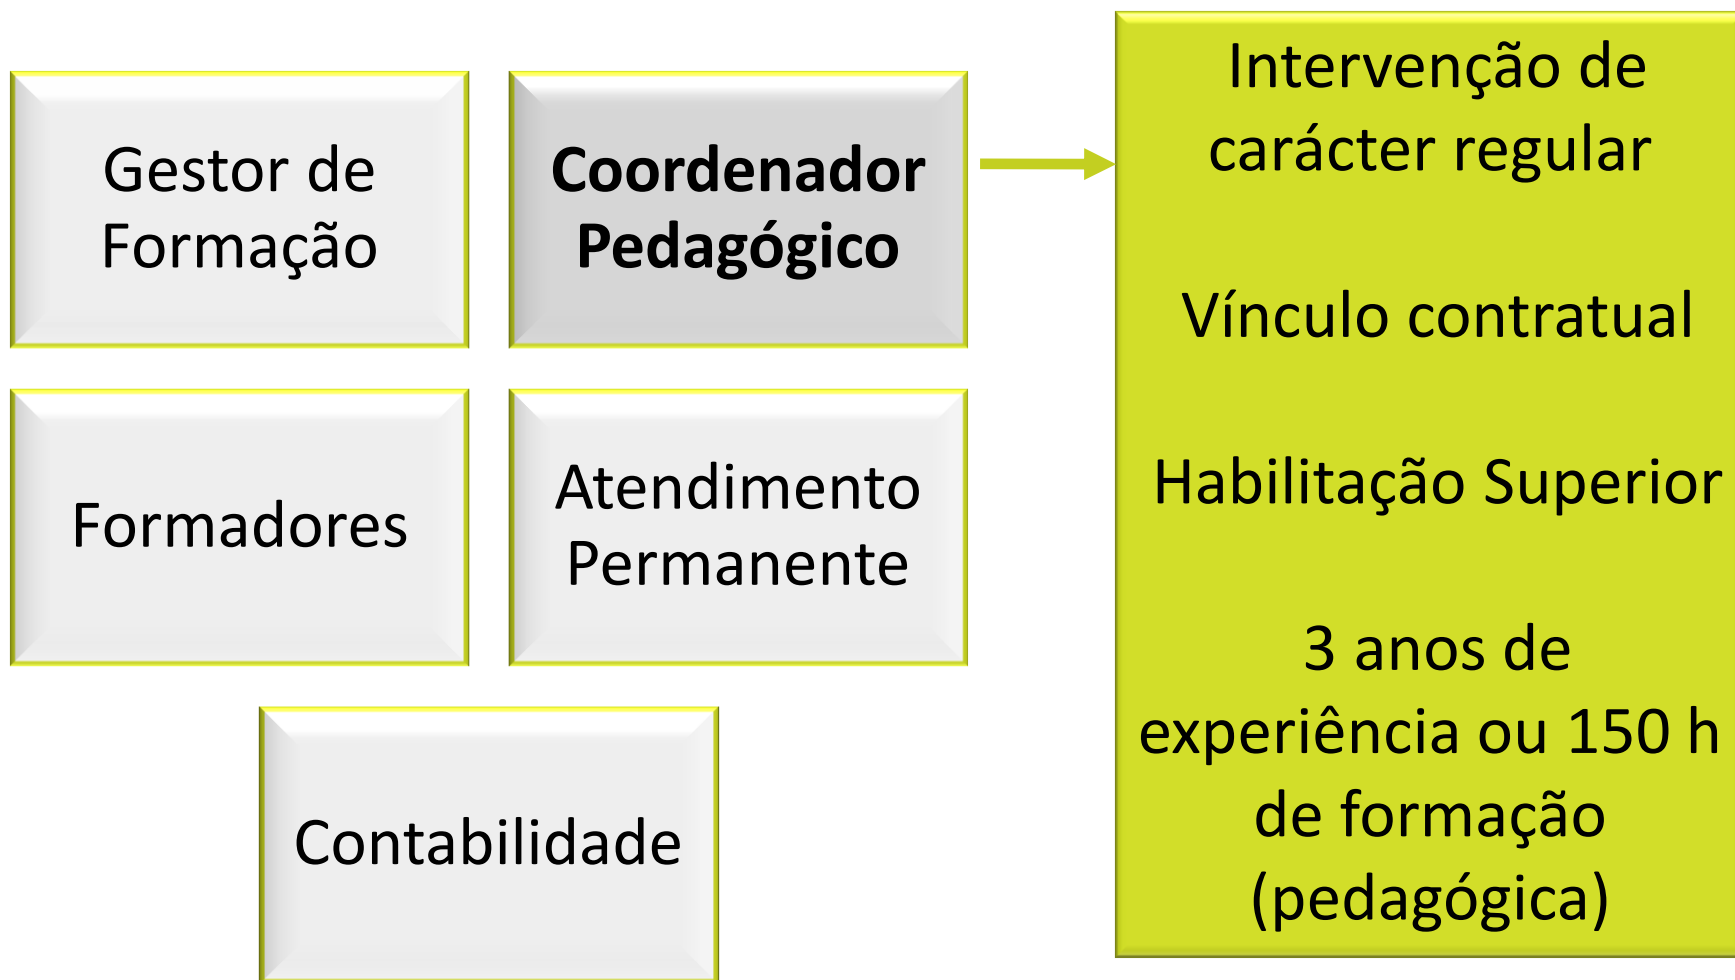 Gestor de
Formação
Coordenador
Pedagógico
Formadores
Atendimento
Permanente
Contabilidade
Intervenção de
carácter regular
Vínculo contratual
Habilitação Superior
3 anos de
experiência ou 150 h
de formação
(pedagógica)